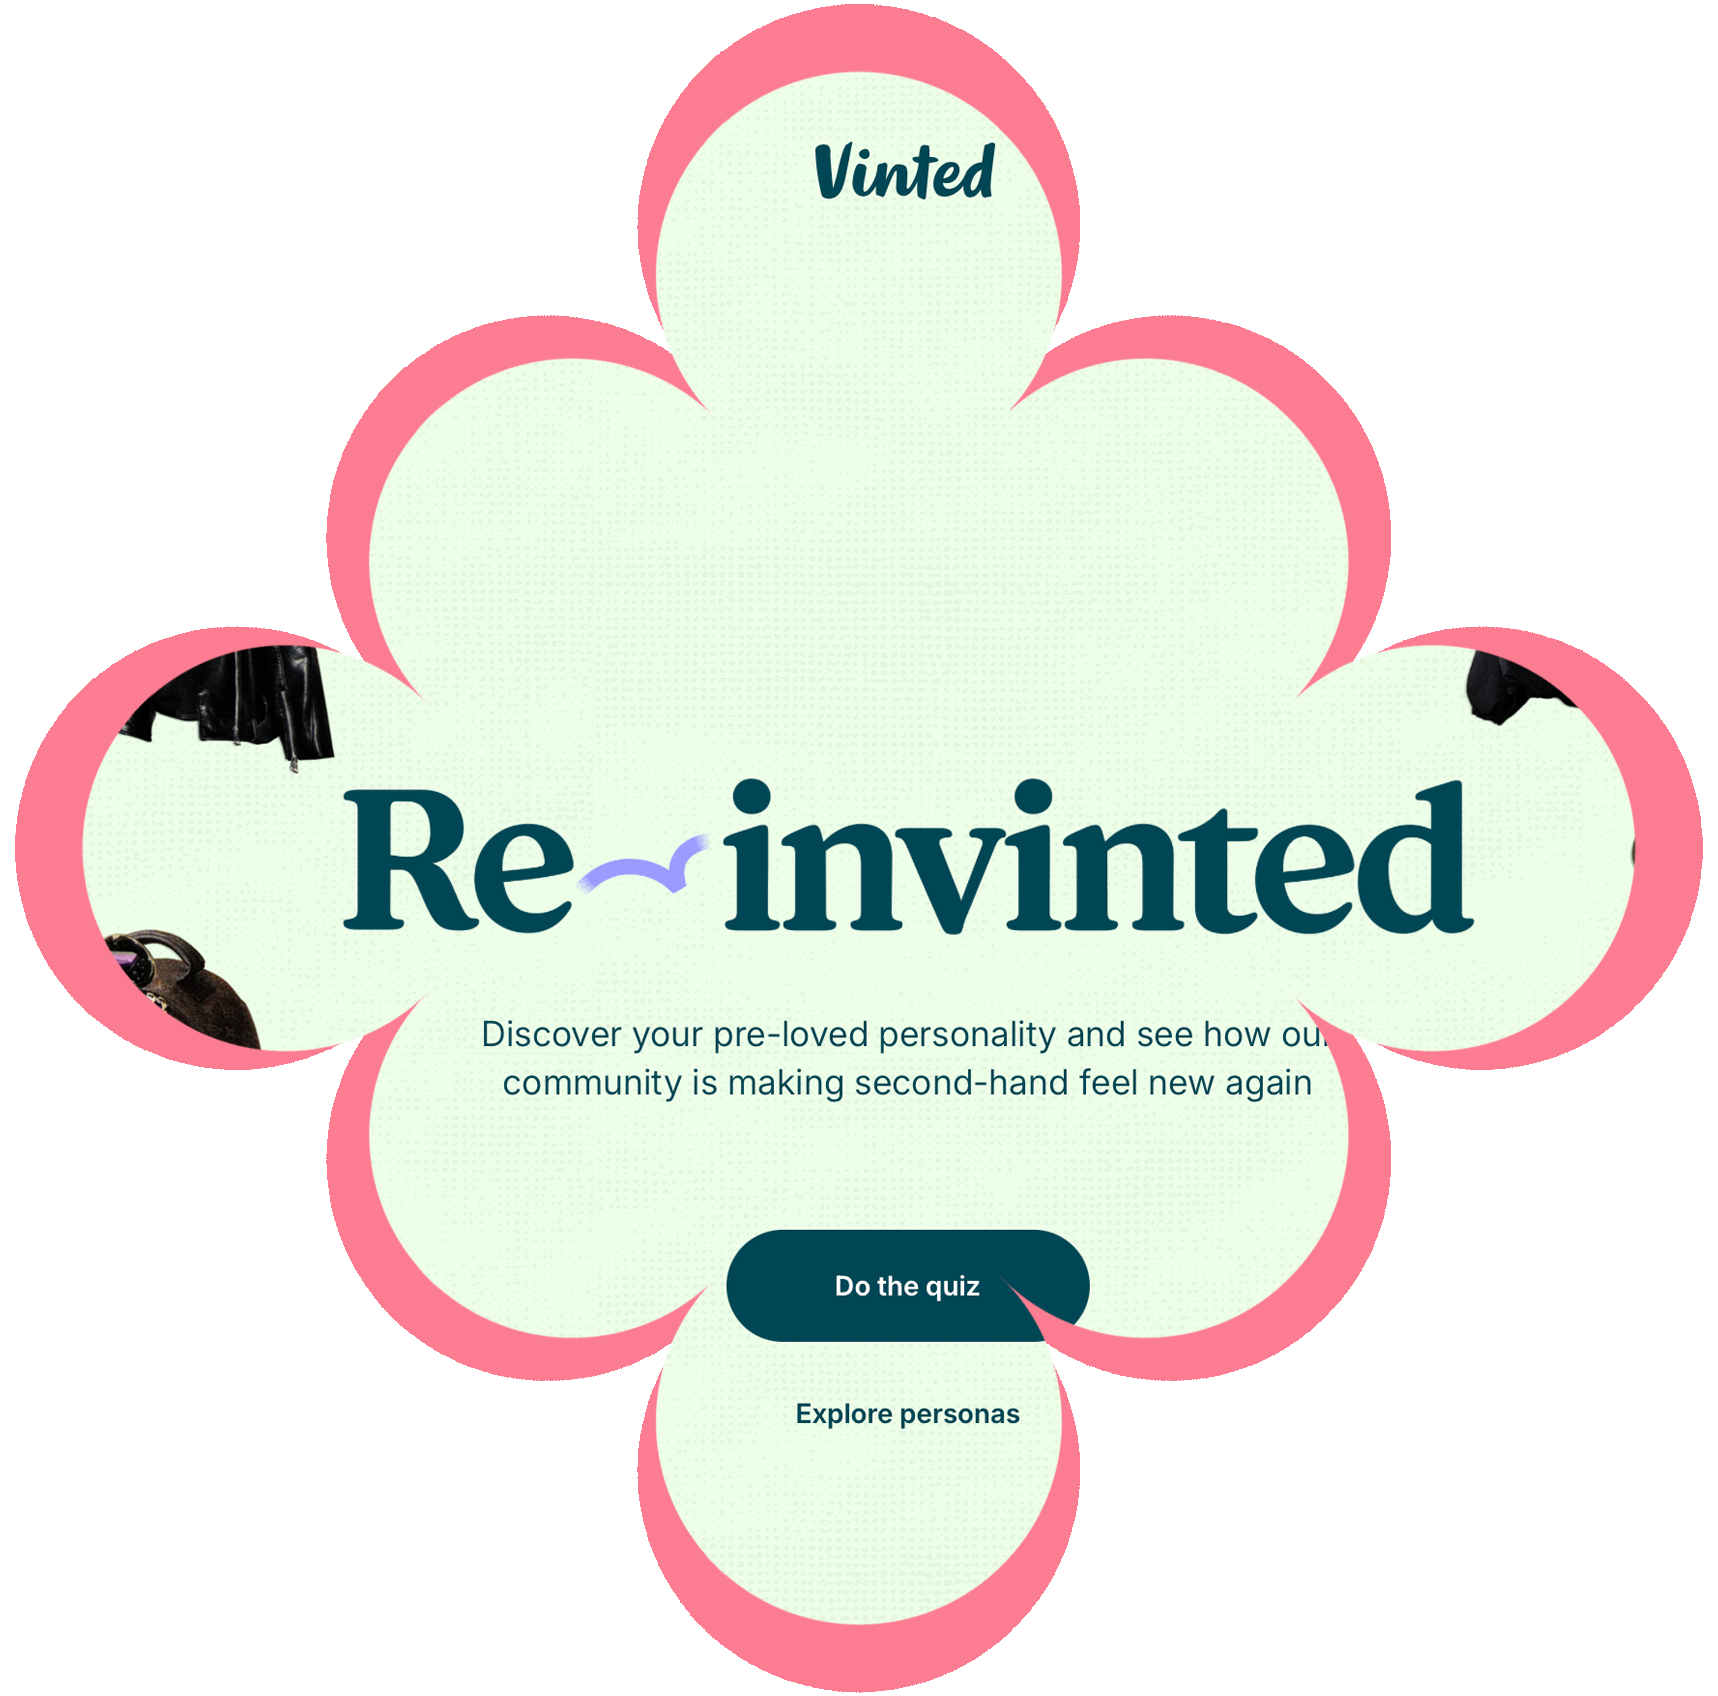 Vinted
Re~invinted
Discover your pre-loved personality and see how our
community is making second-hand feel new again
Do the quiz
Explore personas